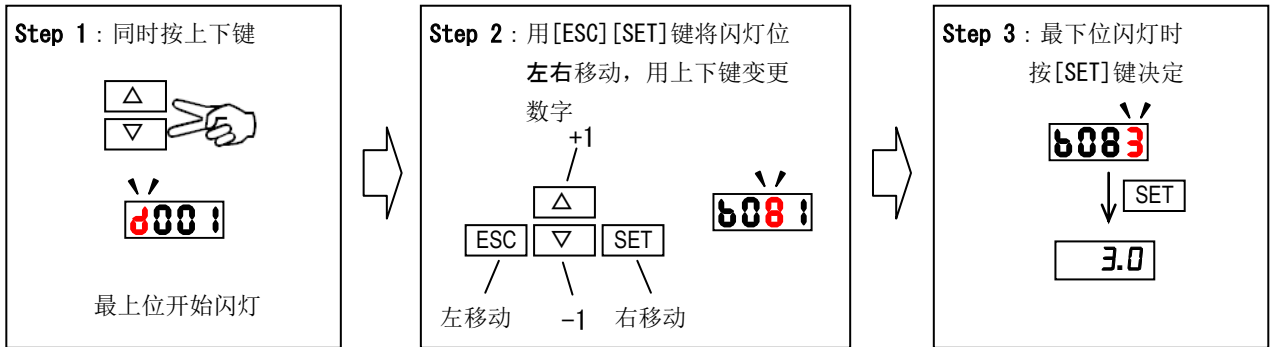 Step 1：同时按上下键
△
▽
d001
最上位开始闪灯
Step 2：用[ESC][SET]键将闪灯位
左右移动，用上下键变更
数字
+1
△
ESC ▽ SET
b081
左移动 -1 右移动
Step 3：最下位闪灯时
按[SET]键决定
b083
SET
3.0